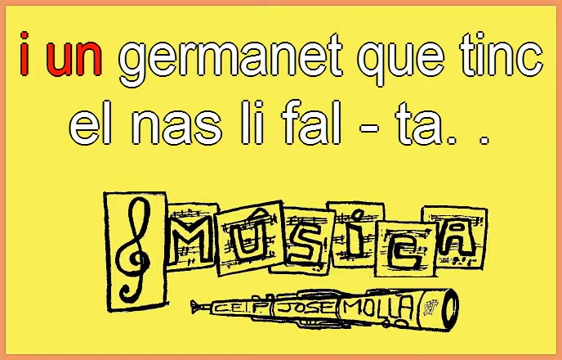 i un germanet que tinc
el nas li fal - ta. .
MÚSICA
C.E.I.P JOSE MOLLA